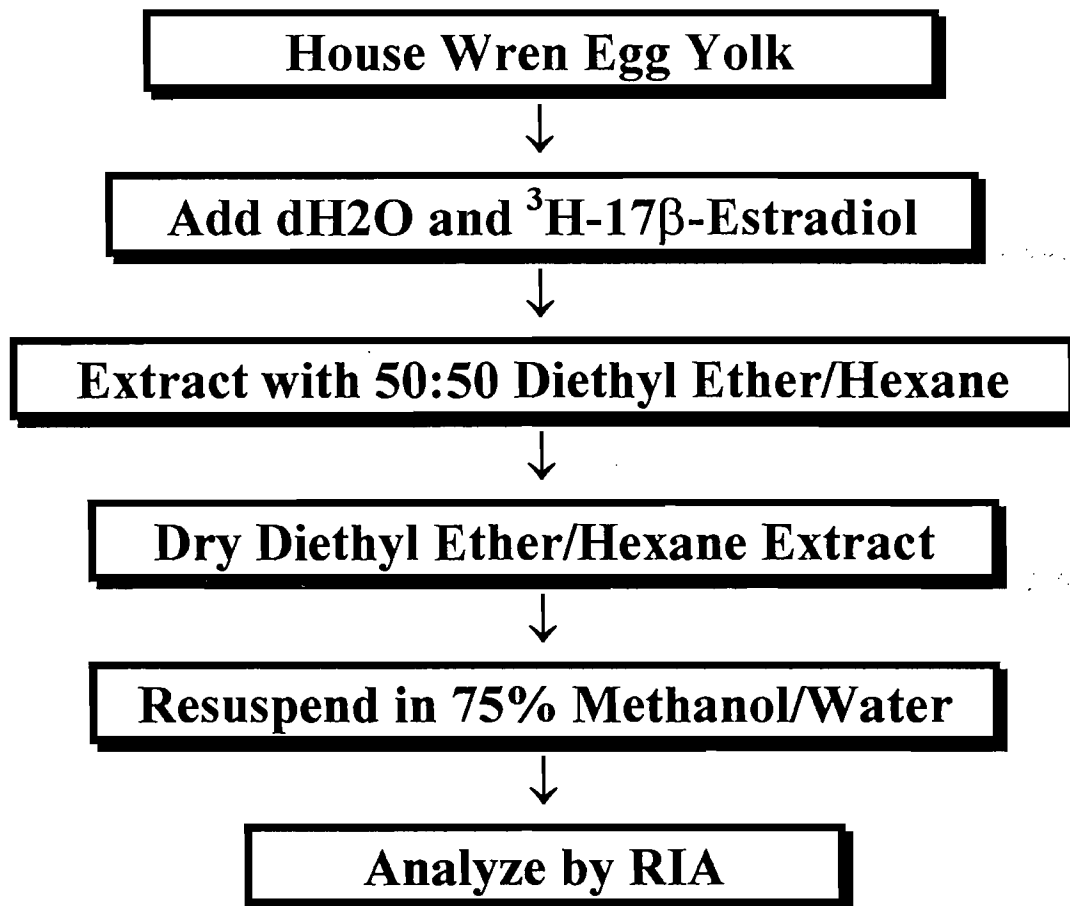 House Wren Egg Yolk
Add dH2O and ³H-17β-Estradiol
Extract with 50:50 Diethyl Ether/Hexane
Dry Diethyl Ether/Hexane Extract
Resuspend in 75% Methanol/Water
Analyze by RIA